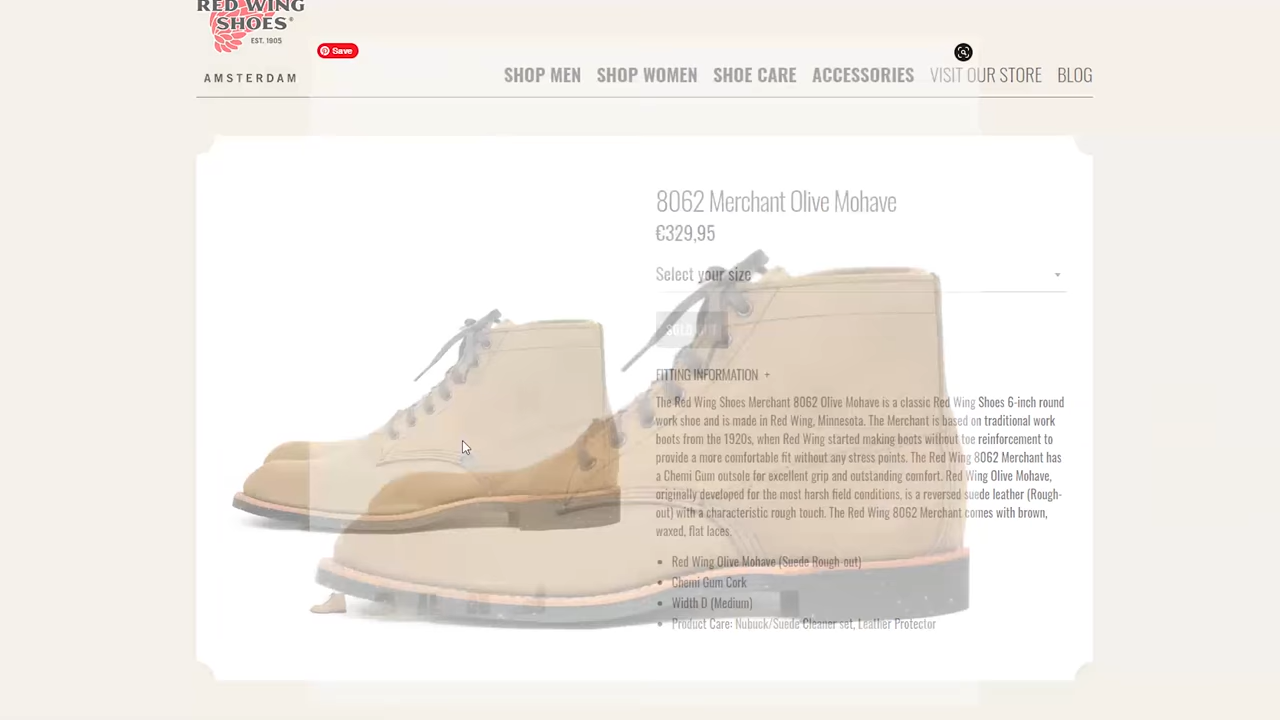 RED WING
SHOES
EST. 1905
AMSTERDAM
Save
SHOP MEN SHOP WOMEN SHOE CARE ACCESSORIES VISIT OUR STORE BLOG
8062 Merchant Olive Mohave
€329,95
Select your size
SOLD OUT
FITTING INFORMATION +
The Red Wing Shoes Merchant 8062 Olive Mohave is a classic Red Wing Shoes 6-inch round
work shoe and is made in Red Wing, Minnesota. The Merchant is based on traditional work
boots from the 1920s, when Red Wing started making boots without toe reinforcement to
provide a more comfortable fit without any stress points. The Red Wing 8062 Merchant has
a Chemi Gum outsole for excellent grip and outstanding comfort. Red Wing Olive Mohave,
originally developed for the most harsh field conditions, is a reversed suede leather (Rough-
out) with a characteristic rough touch. The Red Wing 8062 Merchant comes with brown,
waxed, flat laces.
Red Wing Olive Mohave (Suede Rough-out)
Chemi Gum Cork
Width D (Medium)
Product Care: Nubuck/Suede Cleaner set, Leather Protector